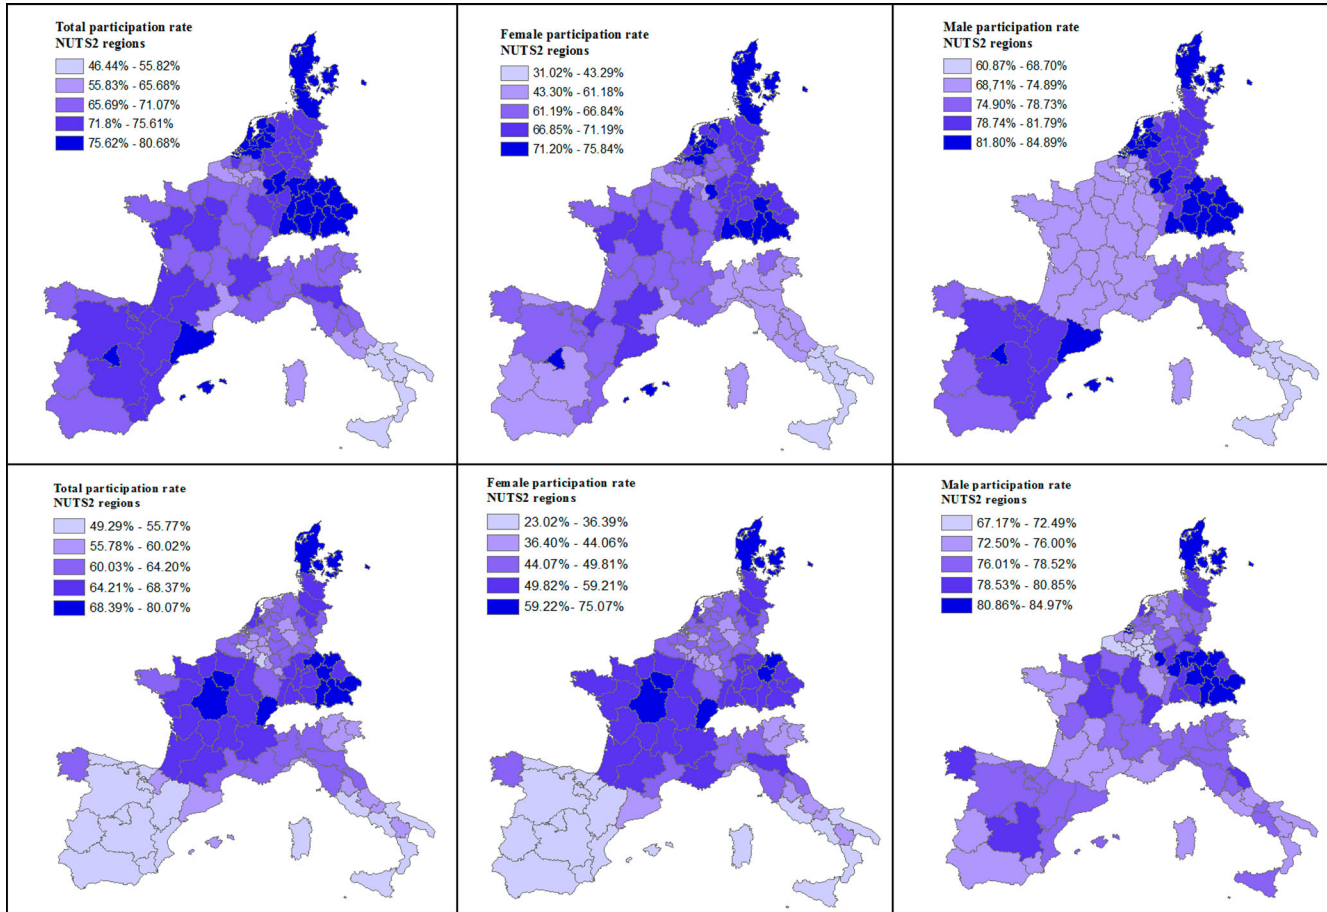 Total participation rate
NUTS2 regions
46.44% - 55.82%
55.83% - 65.68%
65.69% - 71.07%
71.8% - 75.61%
75.62% - 80.68%
Female participation rate
NUTS2 regions
31.02% - 43.29%
43.30% - 61.18%
61.19% - 66.84%
66.85% - 71.19%
71.20% - 75.84%
Male participation rate
NUTS2 regions
60.87% - 68.70%
68,71% - 74.89%
74.90% - 78.73%
78.74% - 81.79%
81.80% - 84.89%
Total participation rate
NUTS2 regions
49.29% - 55.77%
55.78% - 60.02%
60.03% - 64.20%
64.21% - 68.37%
68.39% - 80.07%
Female participation rate
NUTS2 regions
23.02% - 36.39%
36.40% - 44.06%
44.07% - 49.81%
49.82% - 59.21%
59.22% - 75.07%
Male participation rate
NUTS2 regions
67.17% - 72.49%
72.50% - 76.00%
76.01% - 78.52%
78.53% - 80.85%
80.86% - 84.97%